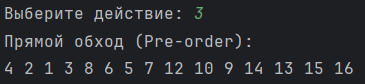 Выберите действие: 3
Прямой обход (Pre-order):
4 2 1 3 8 6 5 7 12 10 9 14 13 15 16